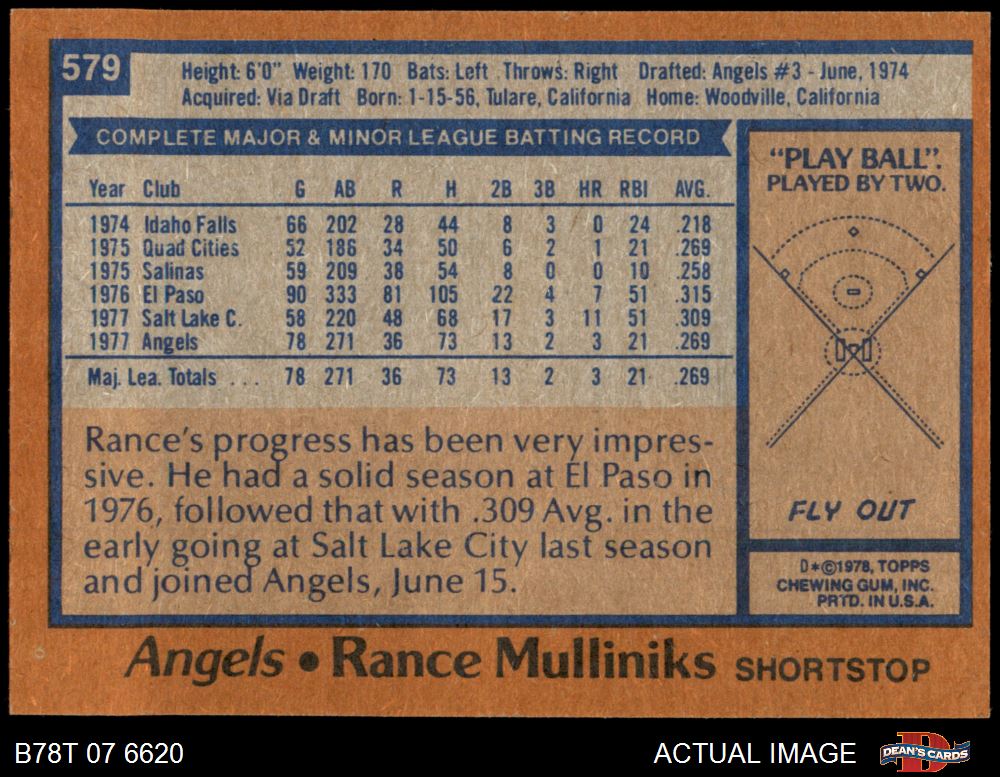 579
Height: 6'0" Weight: 170 Bats: Left Throws: Right Drafted: Angels #3 - June, 1974
Acquired: Via Draft Born: 1-15-56, Tulare, California Home: Woodville, California
COMPLETE MAJOR & MINOR LEAGUE BATTING RECORD
Year Club G AB R H 2B 3B HR RBI AVG.
1974 Idaho Falls 66 202 28 44 8 3 0 24 .218
1975 Quad Cities 52 186 34 50 6 2 1 21 .269
1975 Salinas 59 209 38 54 8 0 0 10 .258
1976 El Paso 90 333 81 105 22 4 7 51 .315
1977 Salt Lake C. 58 220 48 68 17 3 11 51 .309
1977 Angels 78 271 36 73 13 2 3 21 .269
Maj. Lea. Totals . . . 78 271 36 73 13 2 3 21 .269
Rance's progress has been very impres-
sive. He had a solid season at El Paso in
1976, followed that with .309 Avg. in the
early going at Salt Lake City last season
and joined Angels, June 15.
"PLAY BALL".
PLAYED BY TWO.
FLY OUT
D*©1978, TOPPS
CHEWING GUM, INC.
PRTD. IN U.S.A.
Angels • Rance Mulliniks SHORTSTOP
B78T 07 6620
ACTUAL IMAGE
DEAN'S CARDS